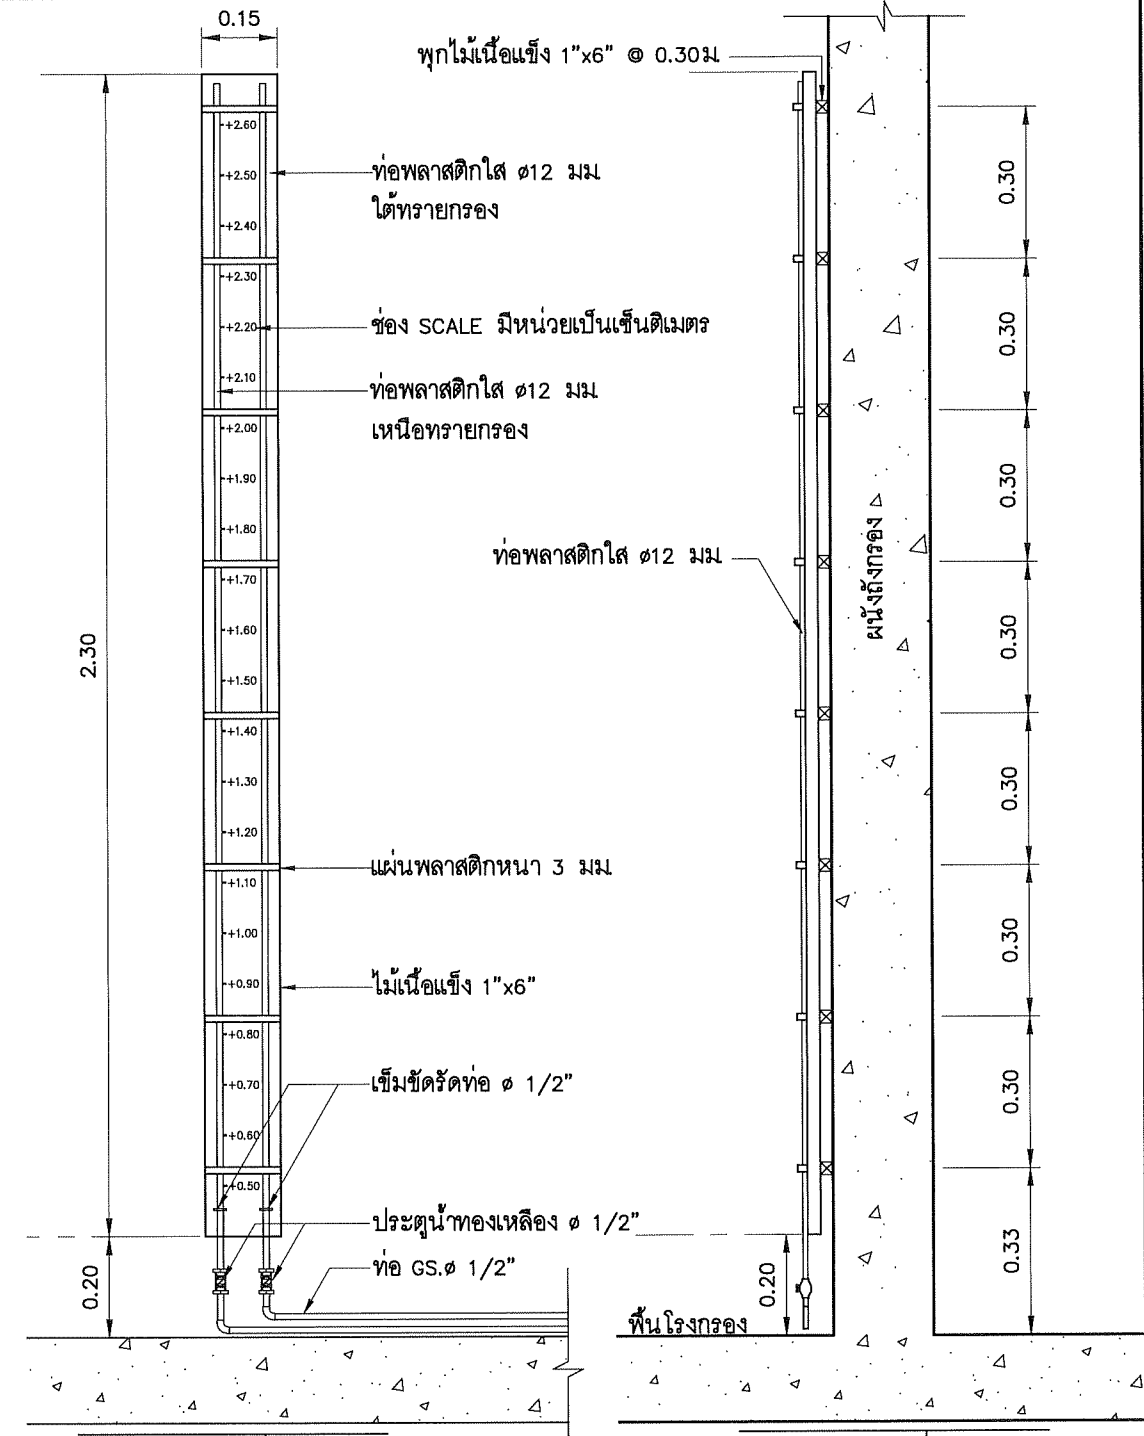 0.15
พุกไม้เนื้อแข็ง 1"x6" @ 0.30ม.
+2.60
ท่อพลาสติกใส ø12 มม.
+2.50
ใต้ทรายกรอง
0.30
+2.40
+2.30
ช่อง SCALE มีหน่วยเป็นเซ็นติเมตร
+2.20
0.30
+2.10
ท่อพลาสติกใส ø12 มม.
เหนือทรายกรอง
+2.00
+1.90
0.30
+1.80
ท่อพลาสติกใส ø12 มม.
ผนังถังกรอง
+1.70
+1.60
0.30
2.30
+1.50
+1.40
+1.30
0.30
+1.20
แผ่นพลาสติกหนา 3 มม.
+1.10
+1.00
0.30
ไม้เนื้อแข็ง 1"x6"
+0.90
+0.80
เข็มขัดรัดท่อ ø 1/2"
+0.70
0.30
+0.60
+0.50
ประตูน้ำทองเหลือง ø 1/2"
0.33
ท่อ GS.ø 1/2"
0.20
0.20
พื้นโรงกรอง